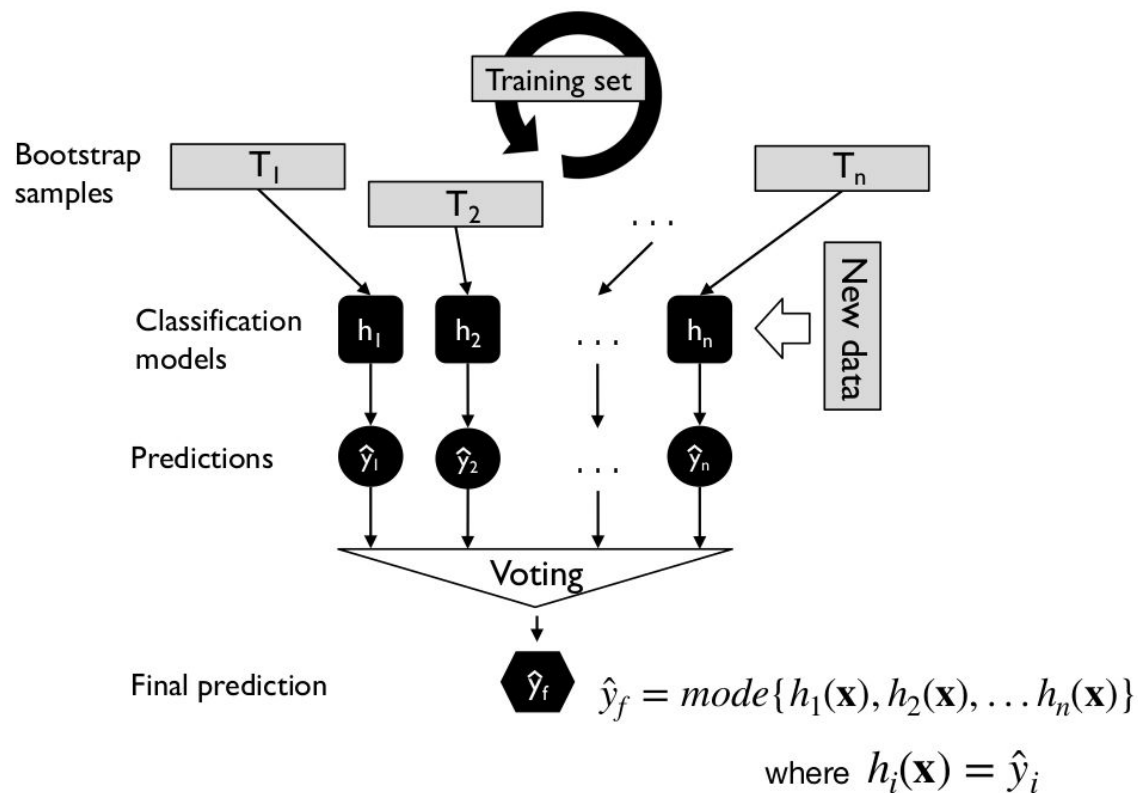 Training set
Bootstrap
samples
T₁
T₂
. . .
Tₙ
New data
Classification
models
h₁
h₂
. . .
hₙ
Predictions
ŷ₁
ŷ₂
. . .
ŷₙ
Voting
Final prediction
ŷf
ŷf = mode{h₁(x), h₂(x), . . . hₙ(x)}
where hᵢ(x) = ŷᵢ